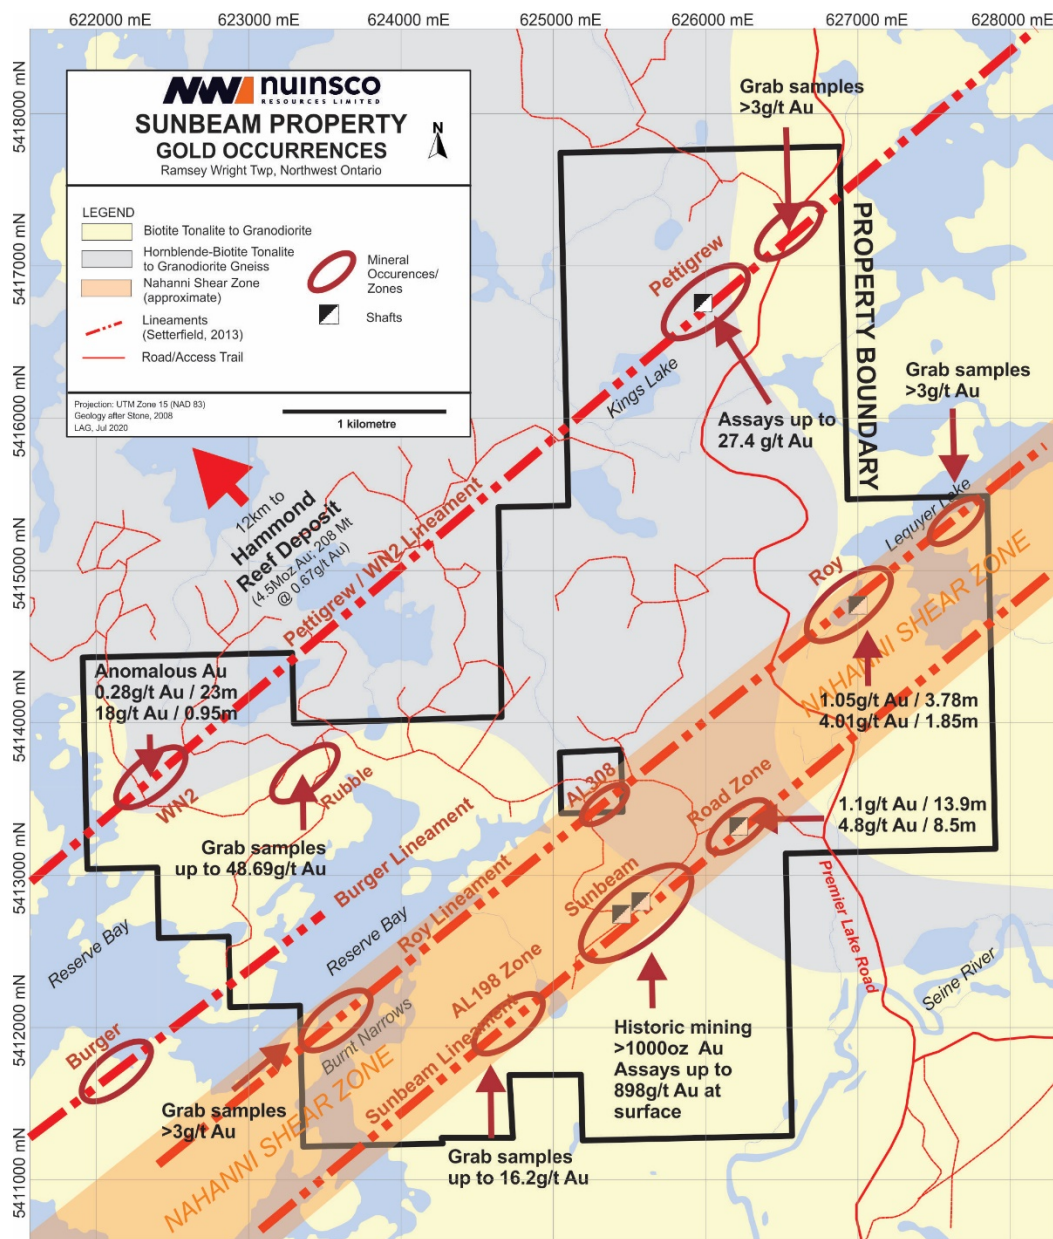 622000 mE
623000 mE
624000 mE
625000 mE
626000 mE
627000 mE
628000 mE
5418000 mN
5417000 mN
5416000 mN
5415000 mN
5414000 mN
5413000 mN
5412000 mN
5411000 mN
nuinsco
RESOURCES LIMITED
SUNBEAM PROPERTY
GOLD OCCURRENCES
Ramsey Wright Twp, Northwest Ontario
N
LEGEND
Biotite Tonalite to Granodiorite
Hornblende-Biotite Tonalite
to Granodiorite Gneiss
Nahanni Shear Zone
(approximate)
Lineaments
(Setterfield, 2013)
Road/Access Trail
Mineral
Occurences/
Zones
Shafts
Projection: UTM Zone 15 (NAD 83)
Geology after Stone, 2008
LAG, Jul 2020
1 kilometre
Grab samples
>3g/t Au
Pettigrew
PROPERTY BOUNDARY
Kings Lake
Assays up to
27.4 g/t Au
Grab samples
>3g/t Au
12km to
Hammond
Reef Deposit
(4.5Moz Au; 208 Mt
@ 0.67g/t Au)
Pettigrew / WN2 Lineament
Lequyer Lake
Roy
NAHANNI SHEAR ZONE
1.05g/t Au / 3.78m
4.01g/t Au / 1.85m
Anomalous Au
0.28g/t Au / 23m
18g/t Au / 0.95m
WN2
Rubble
Grab samples
up to 48.69g/t Au
AL308
Road Zone
1.1g/t Au / 13.9m
4.8g/t Au / 8.5m
Burger Lineament
Roy Lineament
Sunbeam
Premier Lake Road
Reserve Bay
Reserve Bay
AL198 Zone
Seine River
Burger
Burnt Narrows
Sunbeam Lineament
Historic mining
>1000oz Au
Assays up to
898g/t Au at
surface
Grab samples
>3g/t Au
NAHANNI SHEAR ZONE
Grab samples
up to 16.2g/t Au